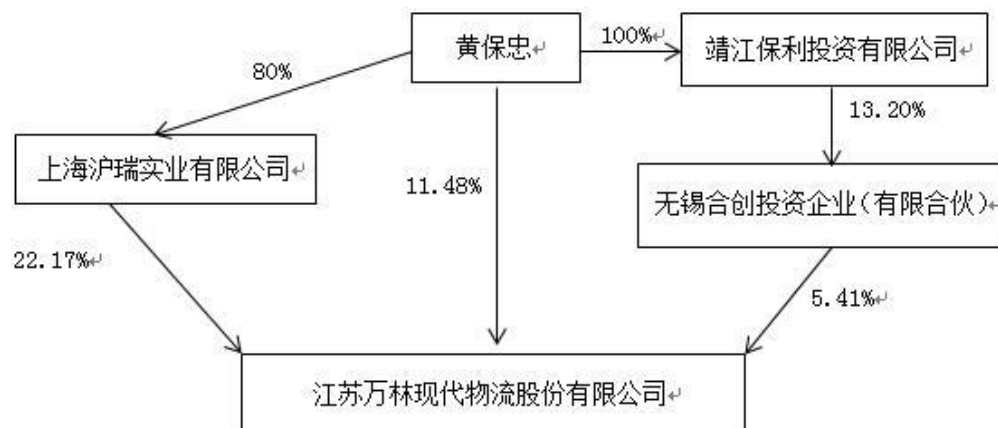 黄保忠
100%
靖江保利投资有限公司
80%
13.20%
上海沪瑞实业有限公司
11.48%
无锡合创投资企业（有限合伙）
22.17%
5.41%
江苏万林现代物流股份有限公司